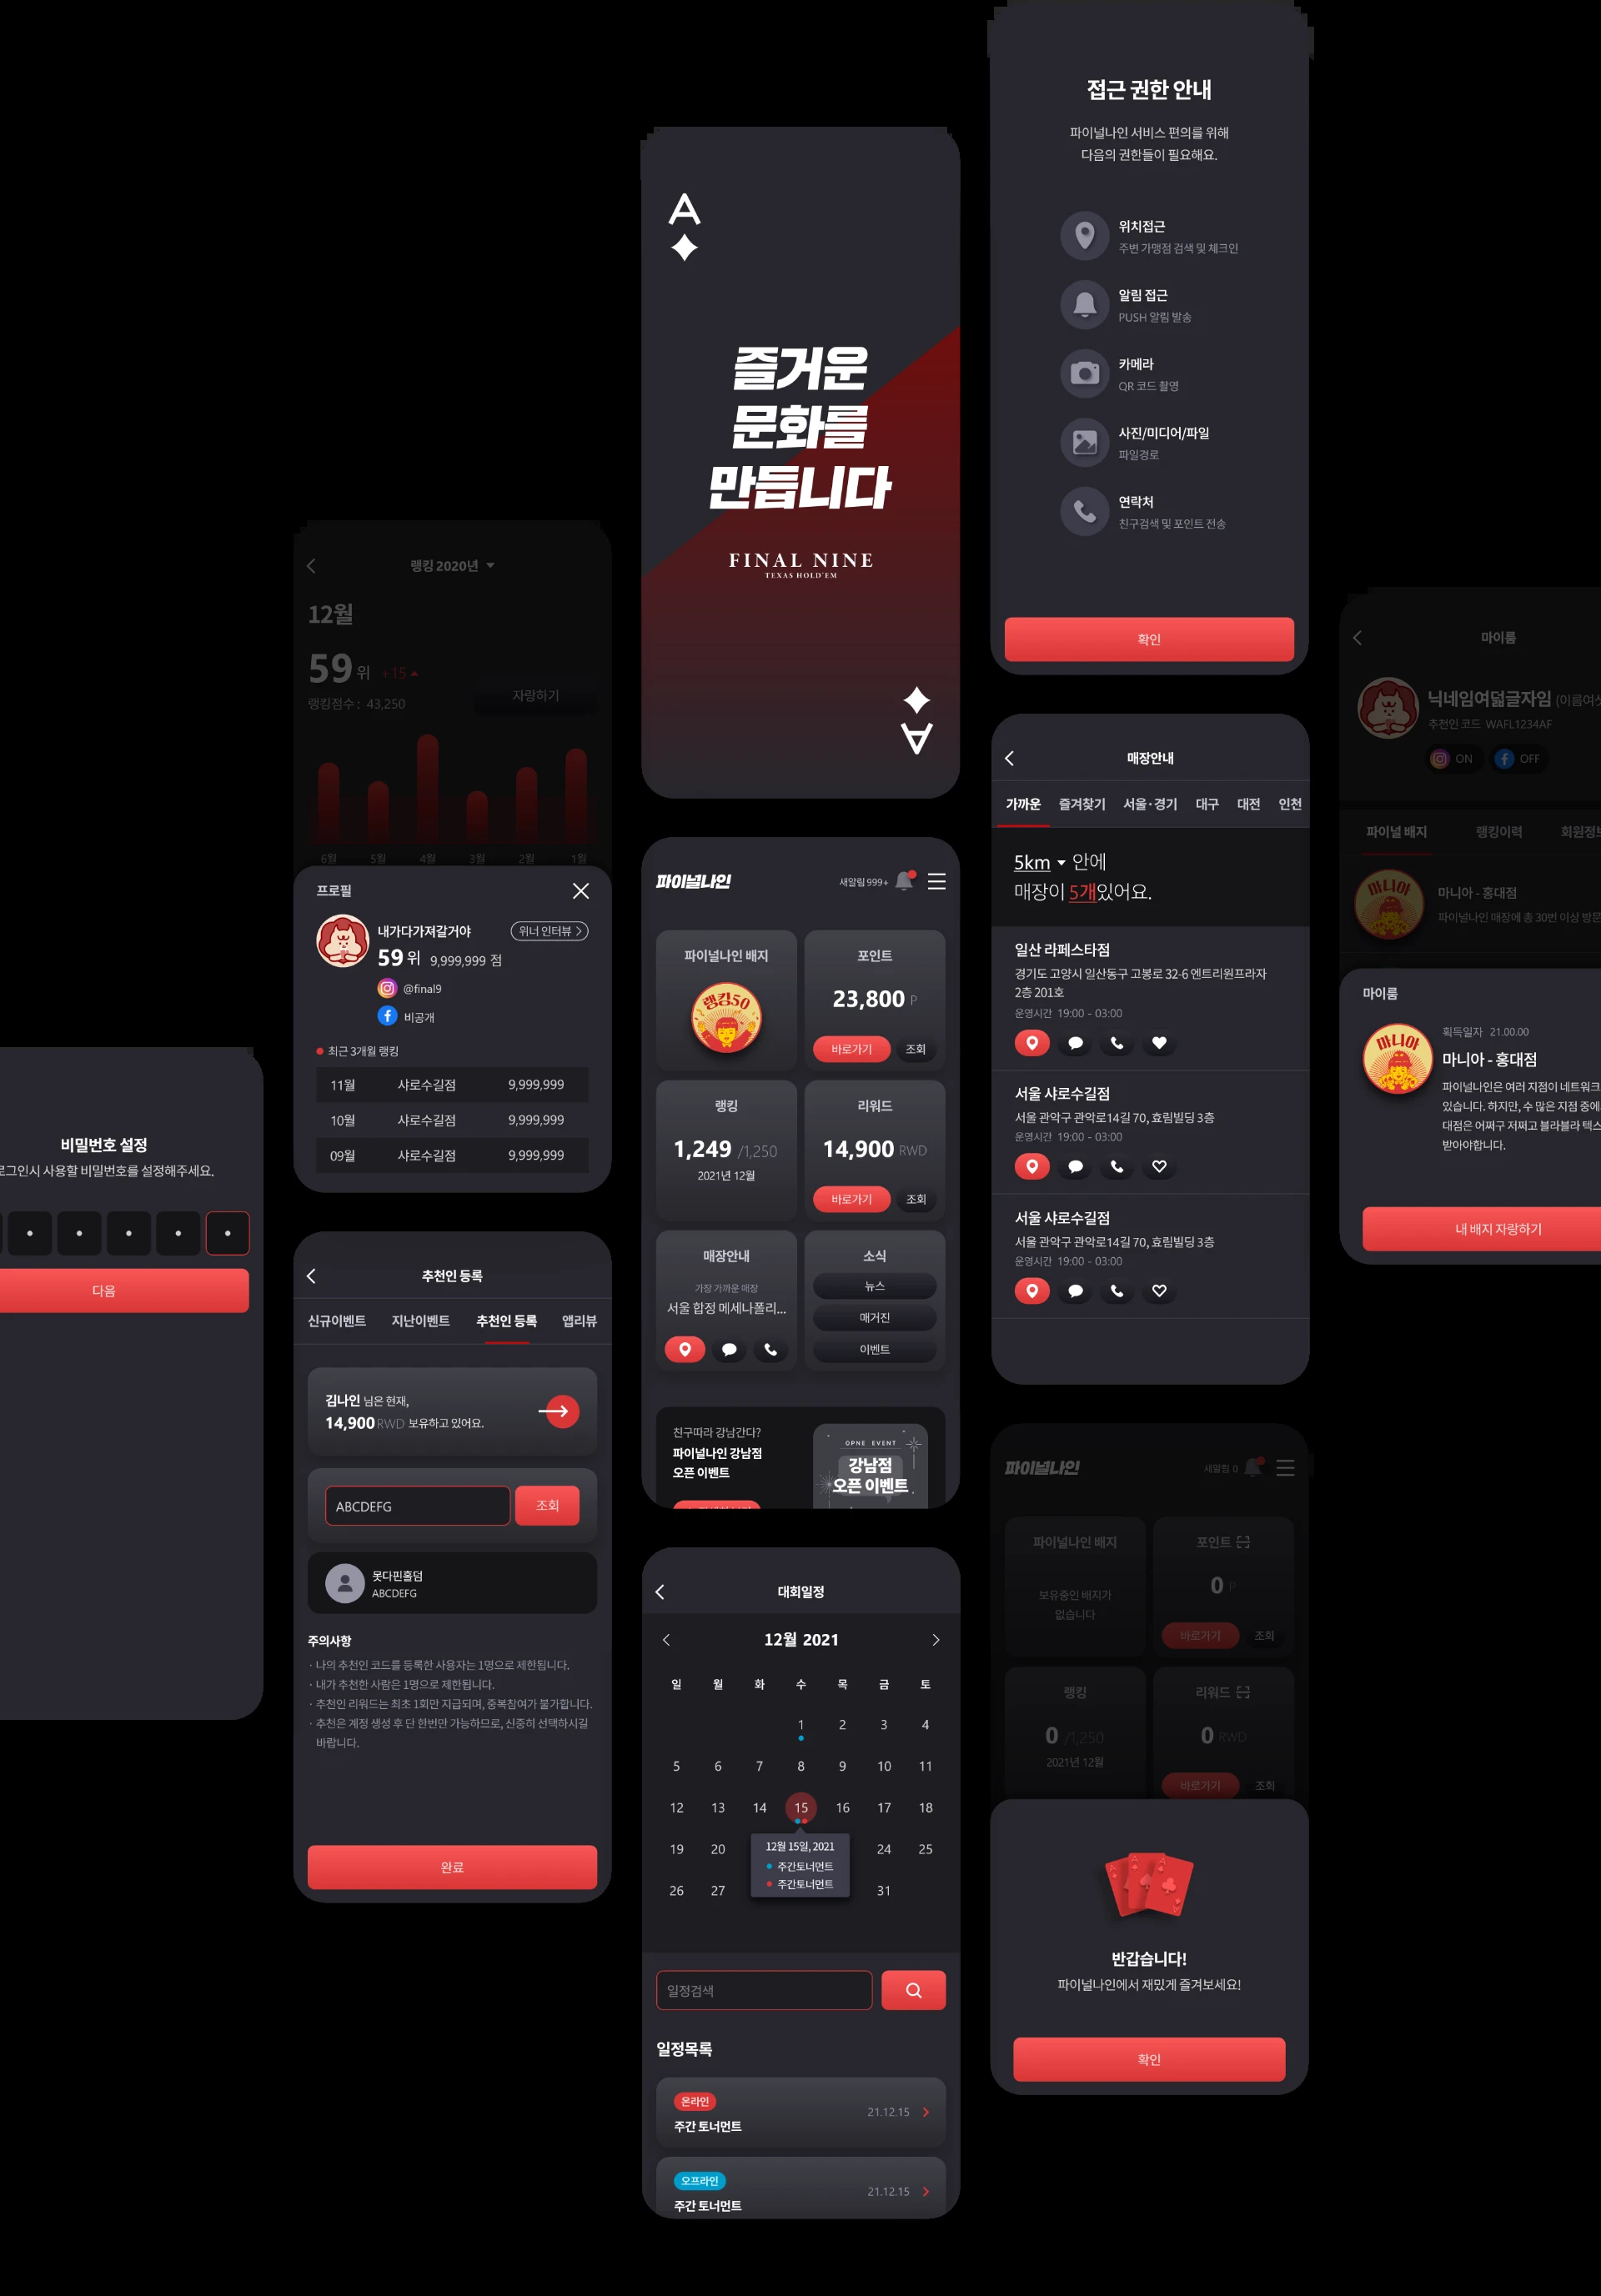 비밀번호 설정
로그인시 사용할 비밀번호를 설정해주세요.
다음
랭킹 2020년
12월
59 위 +15
랭킹점수 : 43,250
자랑하기
6월 5월 4월 3월 2월 1월
프로필
내가다가져갈거야
위너 인터뷰
59 위 9,999,999 점
@final9
비공개
최근 3개월 랭킹
11월 사로수길점 9,999,999
10월 사로수길점 9,999,999
09월 사로수길점 9,999,999
추천인 등록
신규이벤트 지난이벤트 추천인 등록 앱리뷰
김나인 님은 현재,
14,900 RWD 보유하고 있어요.
ABCDEFG
조회
못다핀홀덤
ABCDEFG
주의사항
· 나의 추천인 코드를 등록한 사용자는 1명으로 제한됩니다.
· 내가 추천한 사람은 1명으로 제한됩니다.
· 추천인 리워드는 최초 1회만 지급되며, 중복참여가 불가합니다.
· 추천은 계정 생성 후 단 한번만 가능하므로, 신중히 선택하시길
바랍니다.
완료
A
즐거운
문화를
만듭니다
FINAL NINE
TEXAS HOLD'EM
A
파이널나인
새알림 999+
파이널나인 배지
랭킹50
포인트
23,800 P
바로가기 조회
랭킹
1,249 /1,250
2021년 12월
리워드
14,900 RWD
바로가기 조회
매장안내
가장 가까운 매장
서울 합정 메세나폴리...
소식
뉴스
매거진
이벤트
친구따라 강남간다?
파이널나인 강남점
오픈 이벤트
OPNE EVENT
강남점
오픈 이벤트
대회일정
12월 2021
일 월 화 수 목 금 토
1 2 3 4
5 6 7 8 9 10 11
12 13 14 15 16 17 18
19 20 24 25
26 27 31
12월 15일, 2021
주간토너먼트
주간토너먼트
일정검색
일정목록
온라인
주간 토너먼트
21.12.15
오프라인
주간 토너먼트
21.12.15
접근 권한 안내
파이널나인 서비스 편의를 위해
다음의 권한들이 필요해요.
위치접근
주변 가맹점 검색 및 체크인
알림 접근
PUSH 알림 발송
카메라
QR 코드 촬영
사진/미디어/파일
파일경로
연락처
친구검색 및 포인트 전송
확인
매장안내
가까운 즐겨찾기 서울·경기 대구 대전 인천
5km 안에
매장이 5개있어요.
일산 라페스타점
경기도 고양시 일산동구 고봉로 32-6 엔트리원프라자
2층 201호
운영시간 19:00 - 03:00
서울 사로수길점
서울 관악구 관악로14길 70, 효림빌딩 3층
운영시간 19:00 - 03:00
서울 샤로수길점
서울 관악구 관악로14길 70, 효림빌딩 3층
운영시간 19:00 - 03:00
파이널나인
새알림 0
파이널나인 배지
보유중인 배지가
없습니다
포인트
0 P
바로가기 조회
랭킹
0 /1,250
2021년 12월
리워드
0 RWD
바로가기 조회
반갑습니다!
파이널나인에서 재밌게 즐겨보세요!
확인
마이룸
닉네임여덟글자임 (이름여섯
추천인 코드 WAFL1234AF
ON OFF
파이널 배지 랭킹이력 회원정보
마니아
마니아 - 홍대점
파이널나인 매장에 총 30번 이상 방문
마이룸
마니아
획득일자 21.00.00
마니아 - 홍대점
파이널나인은 여러 지점이 네트워크
있습니다. 하지만, 수 많은 지점 중에
대점은 어쩌구 저쩌고 블라블라 텍스
받아야합니다.
내 배지 자랑하기